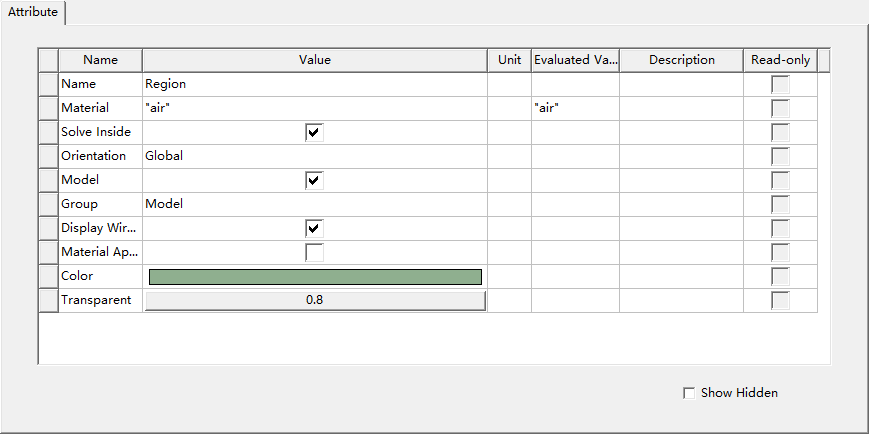 Attribute
Name Value Unit Evaluated Va... Description Read-only
Name Region
Material "air" "air"
Solve Inside
Orientation Global
Model
Group Model
Display Wir...
Material Ap...
Color
Transparent 0.8
Show Hidden